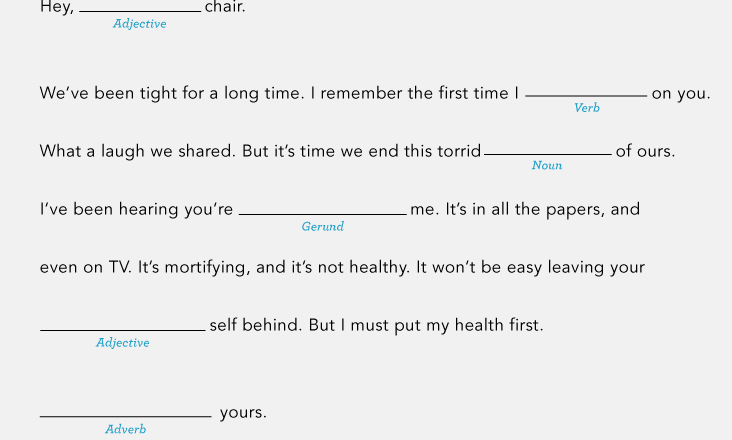 Hey, ____________ chair.
Adjective
We've been tight for a long time. I remember the first time I ____________ on you.
Verb
What a laugh we shared. But it's time we end this torrid ____________ of ours.
Noun
I've been hearing you're ____________ me. It's in all the papers, and
Gerund
even on TV. It's mortifying, and it's not healthy. It won't be easy leaving your
____________ self behind. But I must put my health first.
Adjective
____________ yours.
Adverb